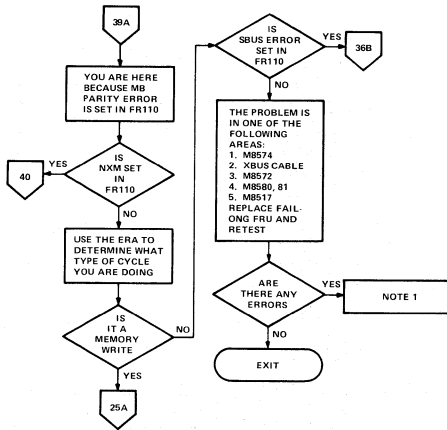 39A
YOU ARE HERE
BECAUSE MB
PARITY ERROR
IS SET IN FR110
IS
NXM SET
IN
FR110
YES
40
NO
USE THE ERA TO
DETERMINE WHAT
TYPE OF CYCLE
YOU ARE DOING
IS
IT A
MEMORY
WRITE
NO
YES
25A
IS
SBUS ERROR
SET IN
FR110
YES
36B
NO
THE PROBLEM IS
IN ONE OF THE
FOLLOWING
AREAS:
1. M8574
2. XBUS CABLE
3. M8572
4. M8580, 81
5. M8517
REPLACE FAIL-
ONG FRU AND
RETEST
ARE
THERE ANY
ERRORS
YES
NOTE 1
NO
EXIT